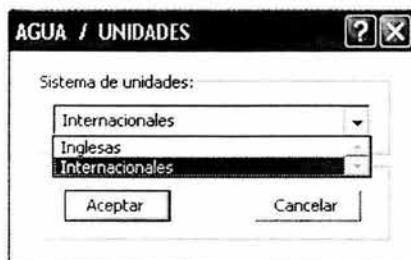 AGUA / UNIDADES
Sistema de unidades:
Internacionales
Inglesas
Internacionales
Aceptar
Cancelar